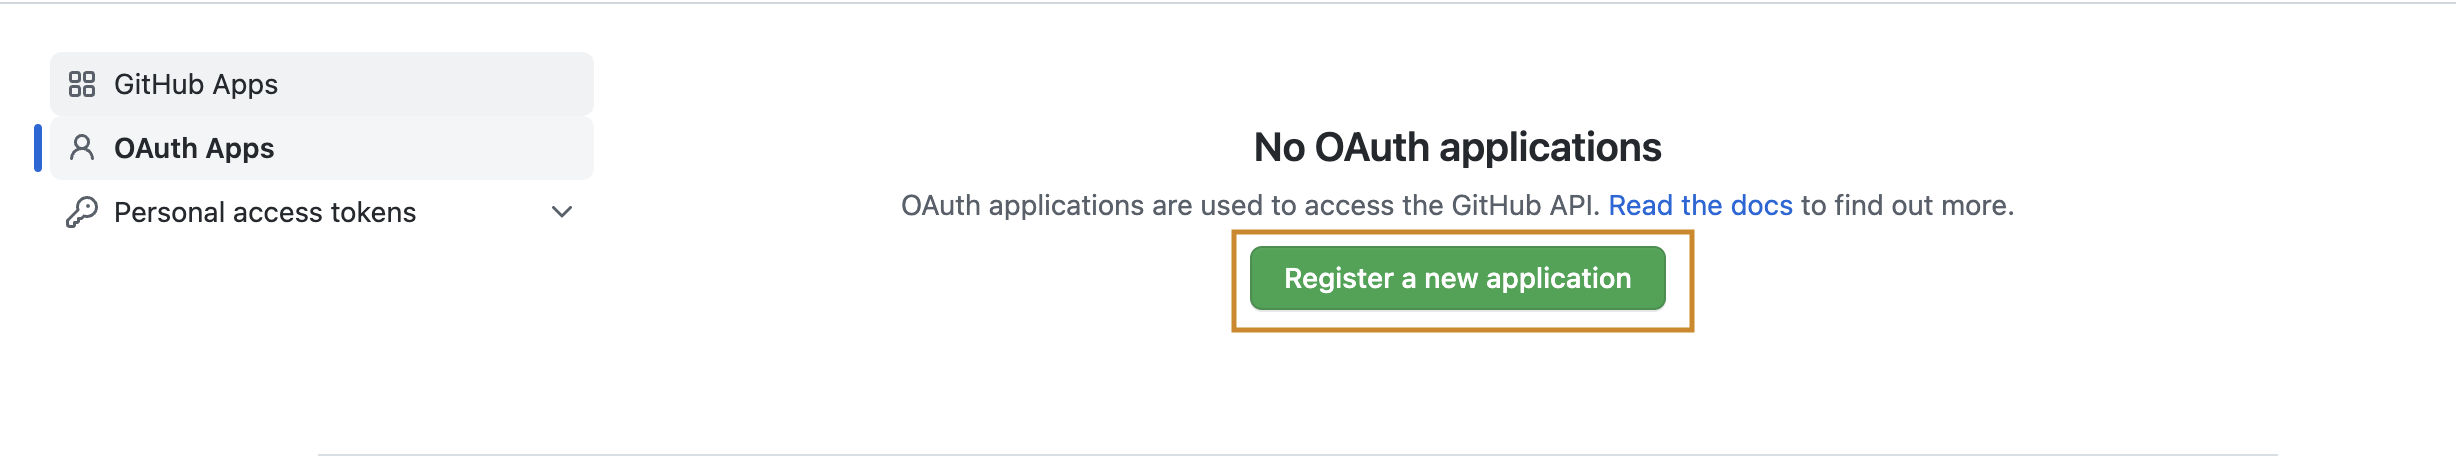 GitHub Apps
OAuth Apps
Personal access tokens
No OAuth applications
OAuth applications are used to access the GitHub API. Read the docs to find out more.
Register a new application